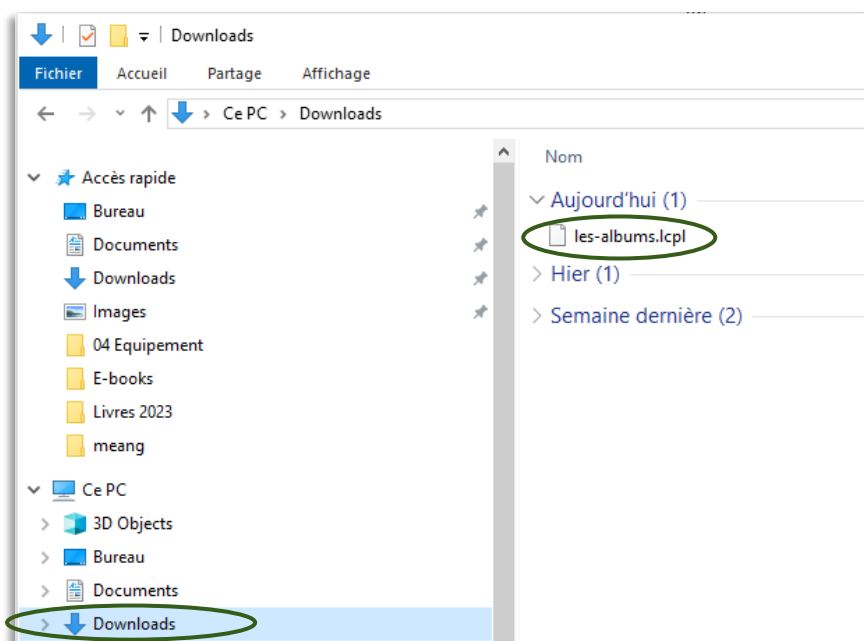 Downloads
Fichier Accueil Partage Affichage
Ce PC > Downloads
Accès rapide
Bureau
Documents
Downloads
Images
04 Equipement
E-books
Livres 2023
meang
Ce PC
3D Objects
Bureau
Documents
Downloads
Nom
Aujourd'hui (1)
les-albums.lcpl
Hier (1)
Semaine dernière (2)